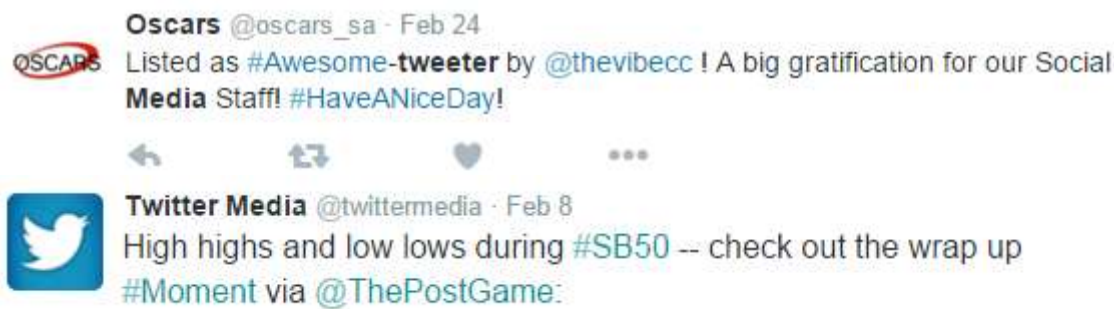 Oscars @oscars_sa · Feb 24
OSCARS
Listed as #Awesome-tweeter by @thevibecc ! A big gratification for our Social
Media Staff! #HaveANiceDay!
Twitter Media @twittermedia · Feb 8
High highs and low lows during #SB50 -- check out the wrap up
#Moment via @ThePostGame: